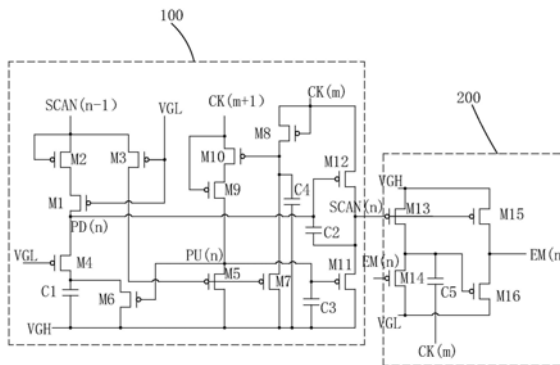 100
200
SCAN(n-1)
VGL
CK(m+1)
CK(m)
M8
M2
M3
M10
M12
VGH
M9
C4
M1
SCAN(n)
M13
M15
PD(n)
C2
VGL
M4
PU(n)
EM(n)
EM(n
M5
M7
M11
M14
C1
M6
C5
M16
C3
VGH
VGL
CK(m)